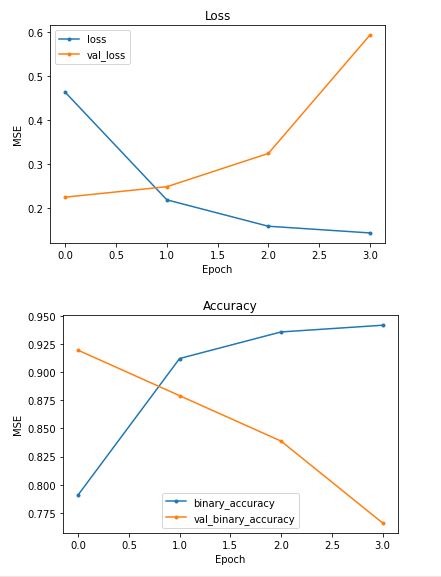 Loss
0.6
0.5
0.4
0.3
0.2
MSE
loss
val_loss
0.0 0.5 1.0 1.5 2.0 2.5 3.0
Epoch
Accuracy
0.950
0.925
0.900
0.875
0.850
0.825
0.800
0.775
MSE
binary_accuracy
val_binary_accuracy
0.0 0.5 1.0 1.5 2.0 2.5 3.0
Epoch